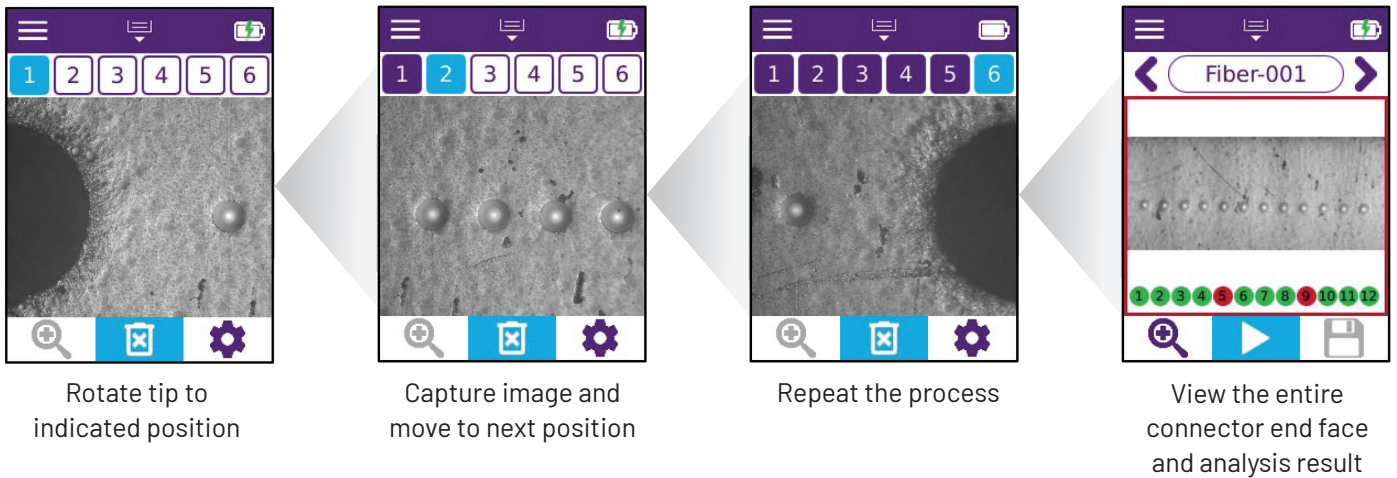 1 2 3 4 5 6
1 2 3 4 5 6
1 2 3 4 5 6
Fiber-001
1 2 3 4 5 6 7 8 9 10 11 12
Rotate tip to
indicated position
Capture image and
move to next position
Repeat the process
View the entire
connector end face
and analysis result